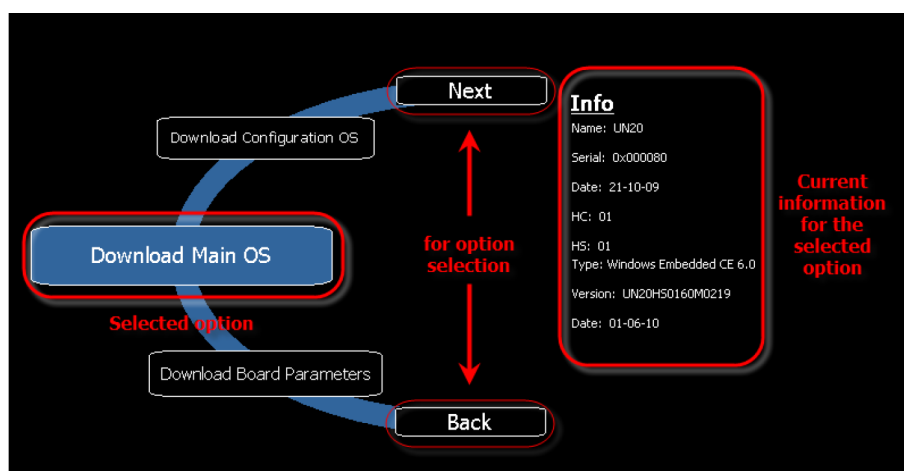 Next
Download Configuration OS
Download Main OS
Selected option
Download Board Parameters
Back
for option
selection
Info
Name: UN20
Serial: 0x000080
Date: 21-10-09
HC: 01
HS: 01
Type: Windows Embedded CE 6.0
Version: UN20HS0160M0219
Date: 01-06-10
Current
information
for the
selected
option